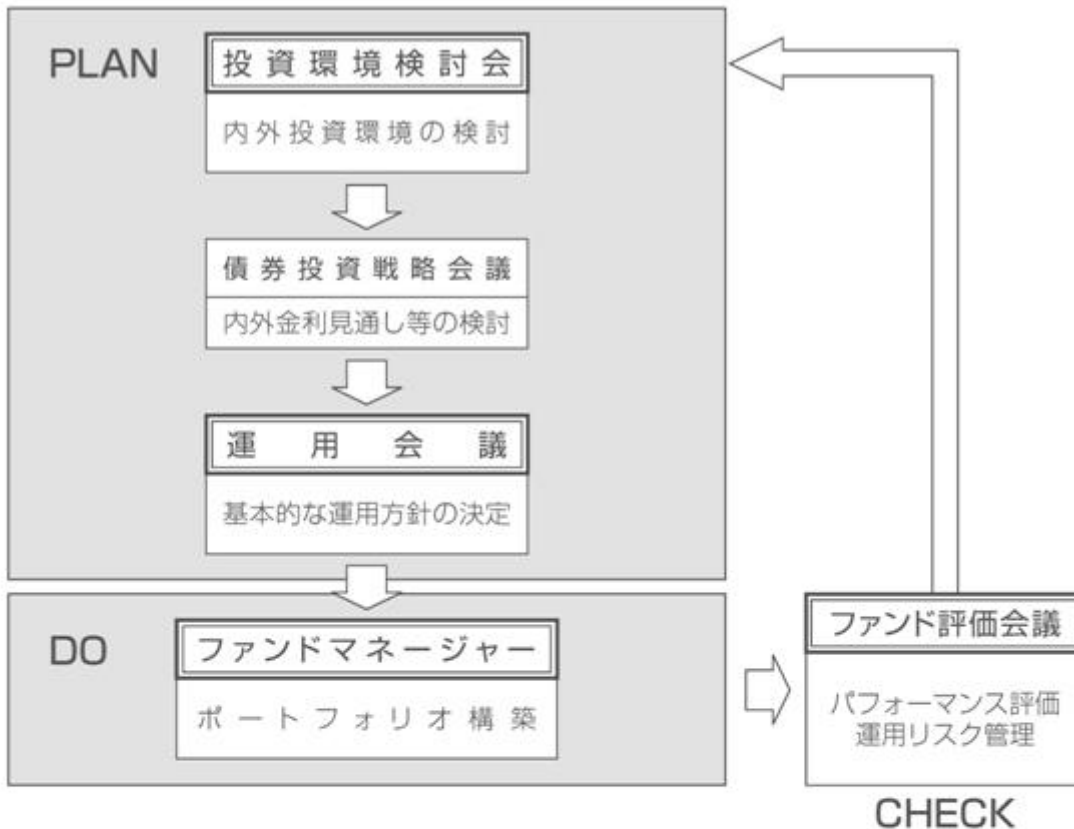 PLAN
投資環境検討会
内外投資環境の検討
債券投資戦略会議
内外金利見通し等の検討
運用会議
基本的な運用方針の決定
DO
ファンドマネージャー
ポートフォリオ構築
ファンド評価会議
パフォーマンス評価
運用リスク管理
CHECK